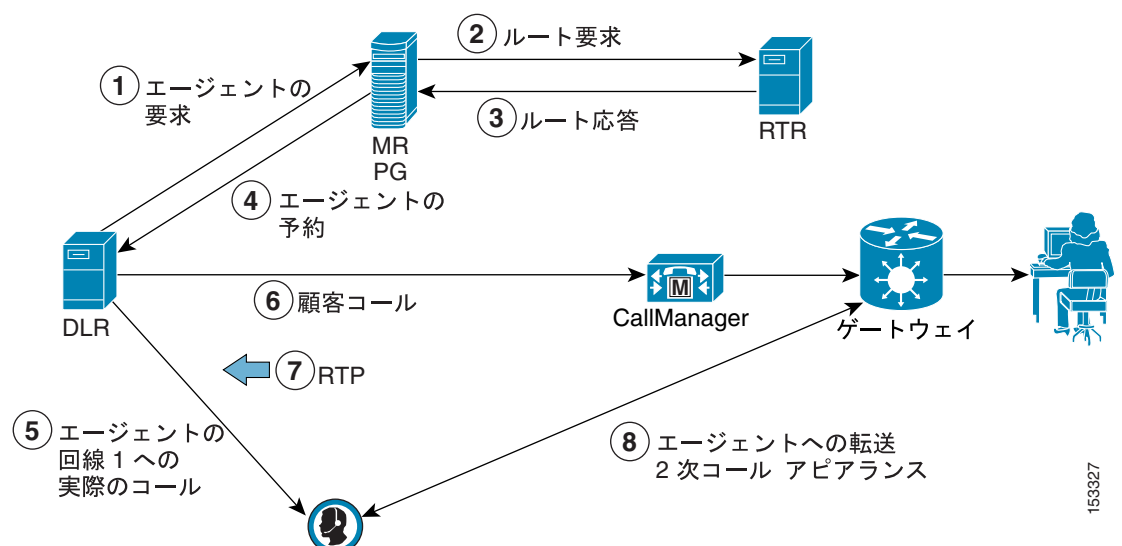 ② ルート要求
① エージェントの
要求
③ ルート応答
MR
PG
RTR
④ エージェントの
予約
DLR
⑥ 顧客コール
M
CallManager
ゲートウェイ
⑦ RTP
⑤ エージェントの
回線 1 への
実際のコール
⑧ エージェントへの転送
2 次コール アピアランス
153327